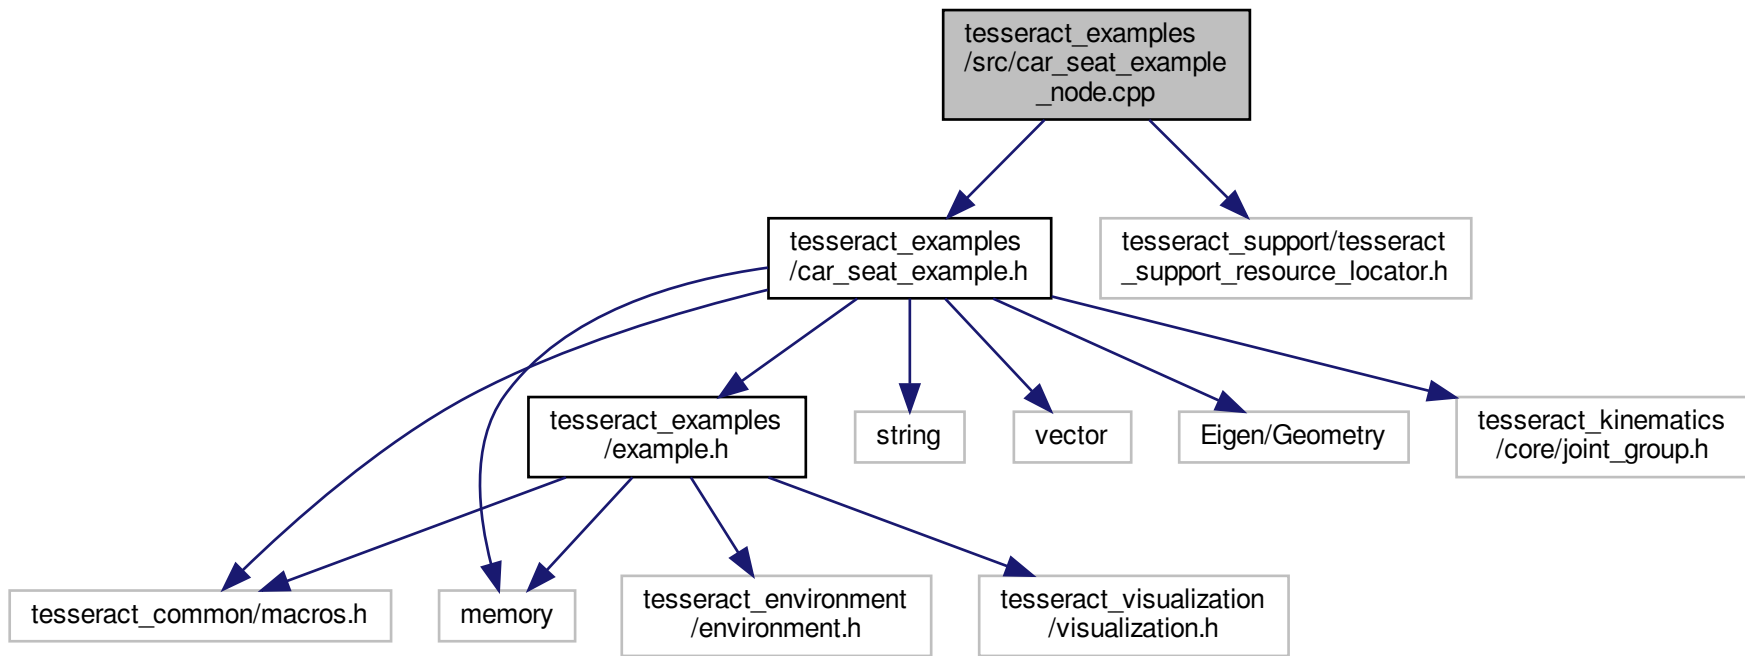 tesseract_examples
/src/car_seat_example
_node.cpp
tesseract_examples
/car_seat_example.h
tesseract_support/tesseract
_support_resource_locator.h
tesseract_examples
/example.h
string
vector
Eigen/Geometry
tesseract_kinematics
/core/joint_group.h
tesseract_common/macros.h
memory
tesseract_environment
/environment.h
tesseract_visualization
/visualization.h